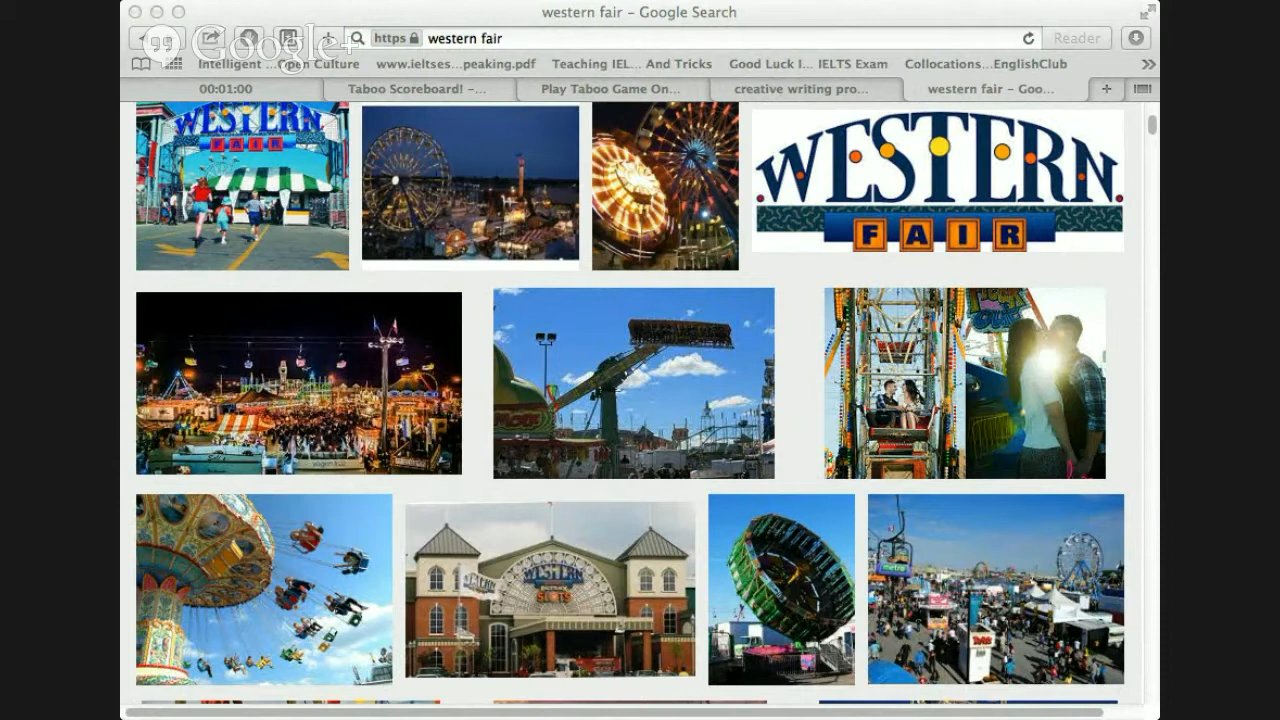 western fair – Google Search
Google+
https western fair Reader
Intelligent ...Open Culture www.ieltses...peaking.pdf Teaching IEL... And Tricks Good Luck I... IELTS Exam Collocations...EnglishClub
00:01:00 Taboo Scoreboard! -... Play Taboo Game On... creative writing pro... western fair – Goo...
WESTERN
FAIR
WESTERN
FAIR
WESTERN
SLOTS
metro